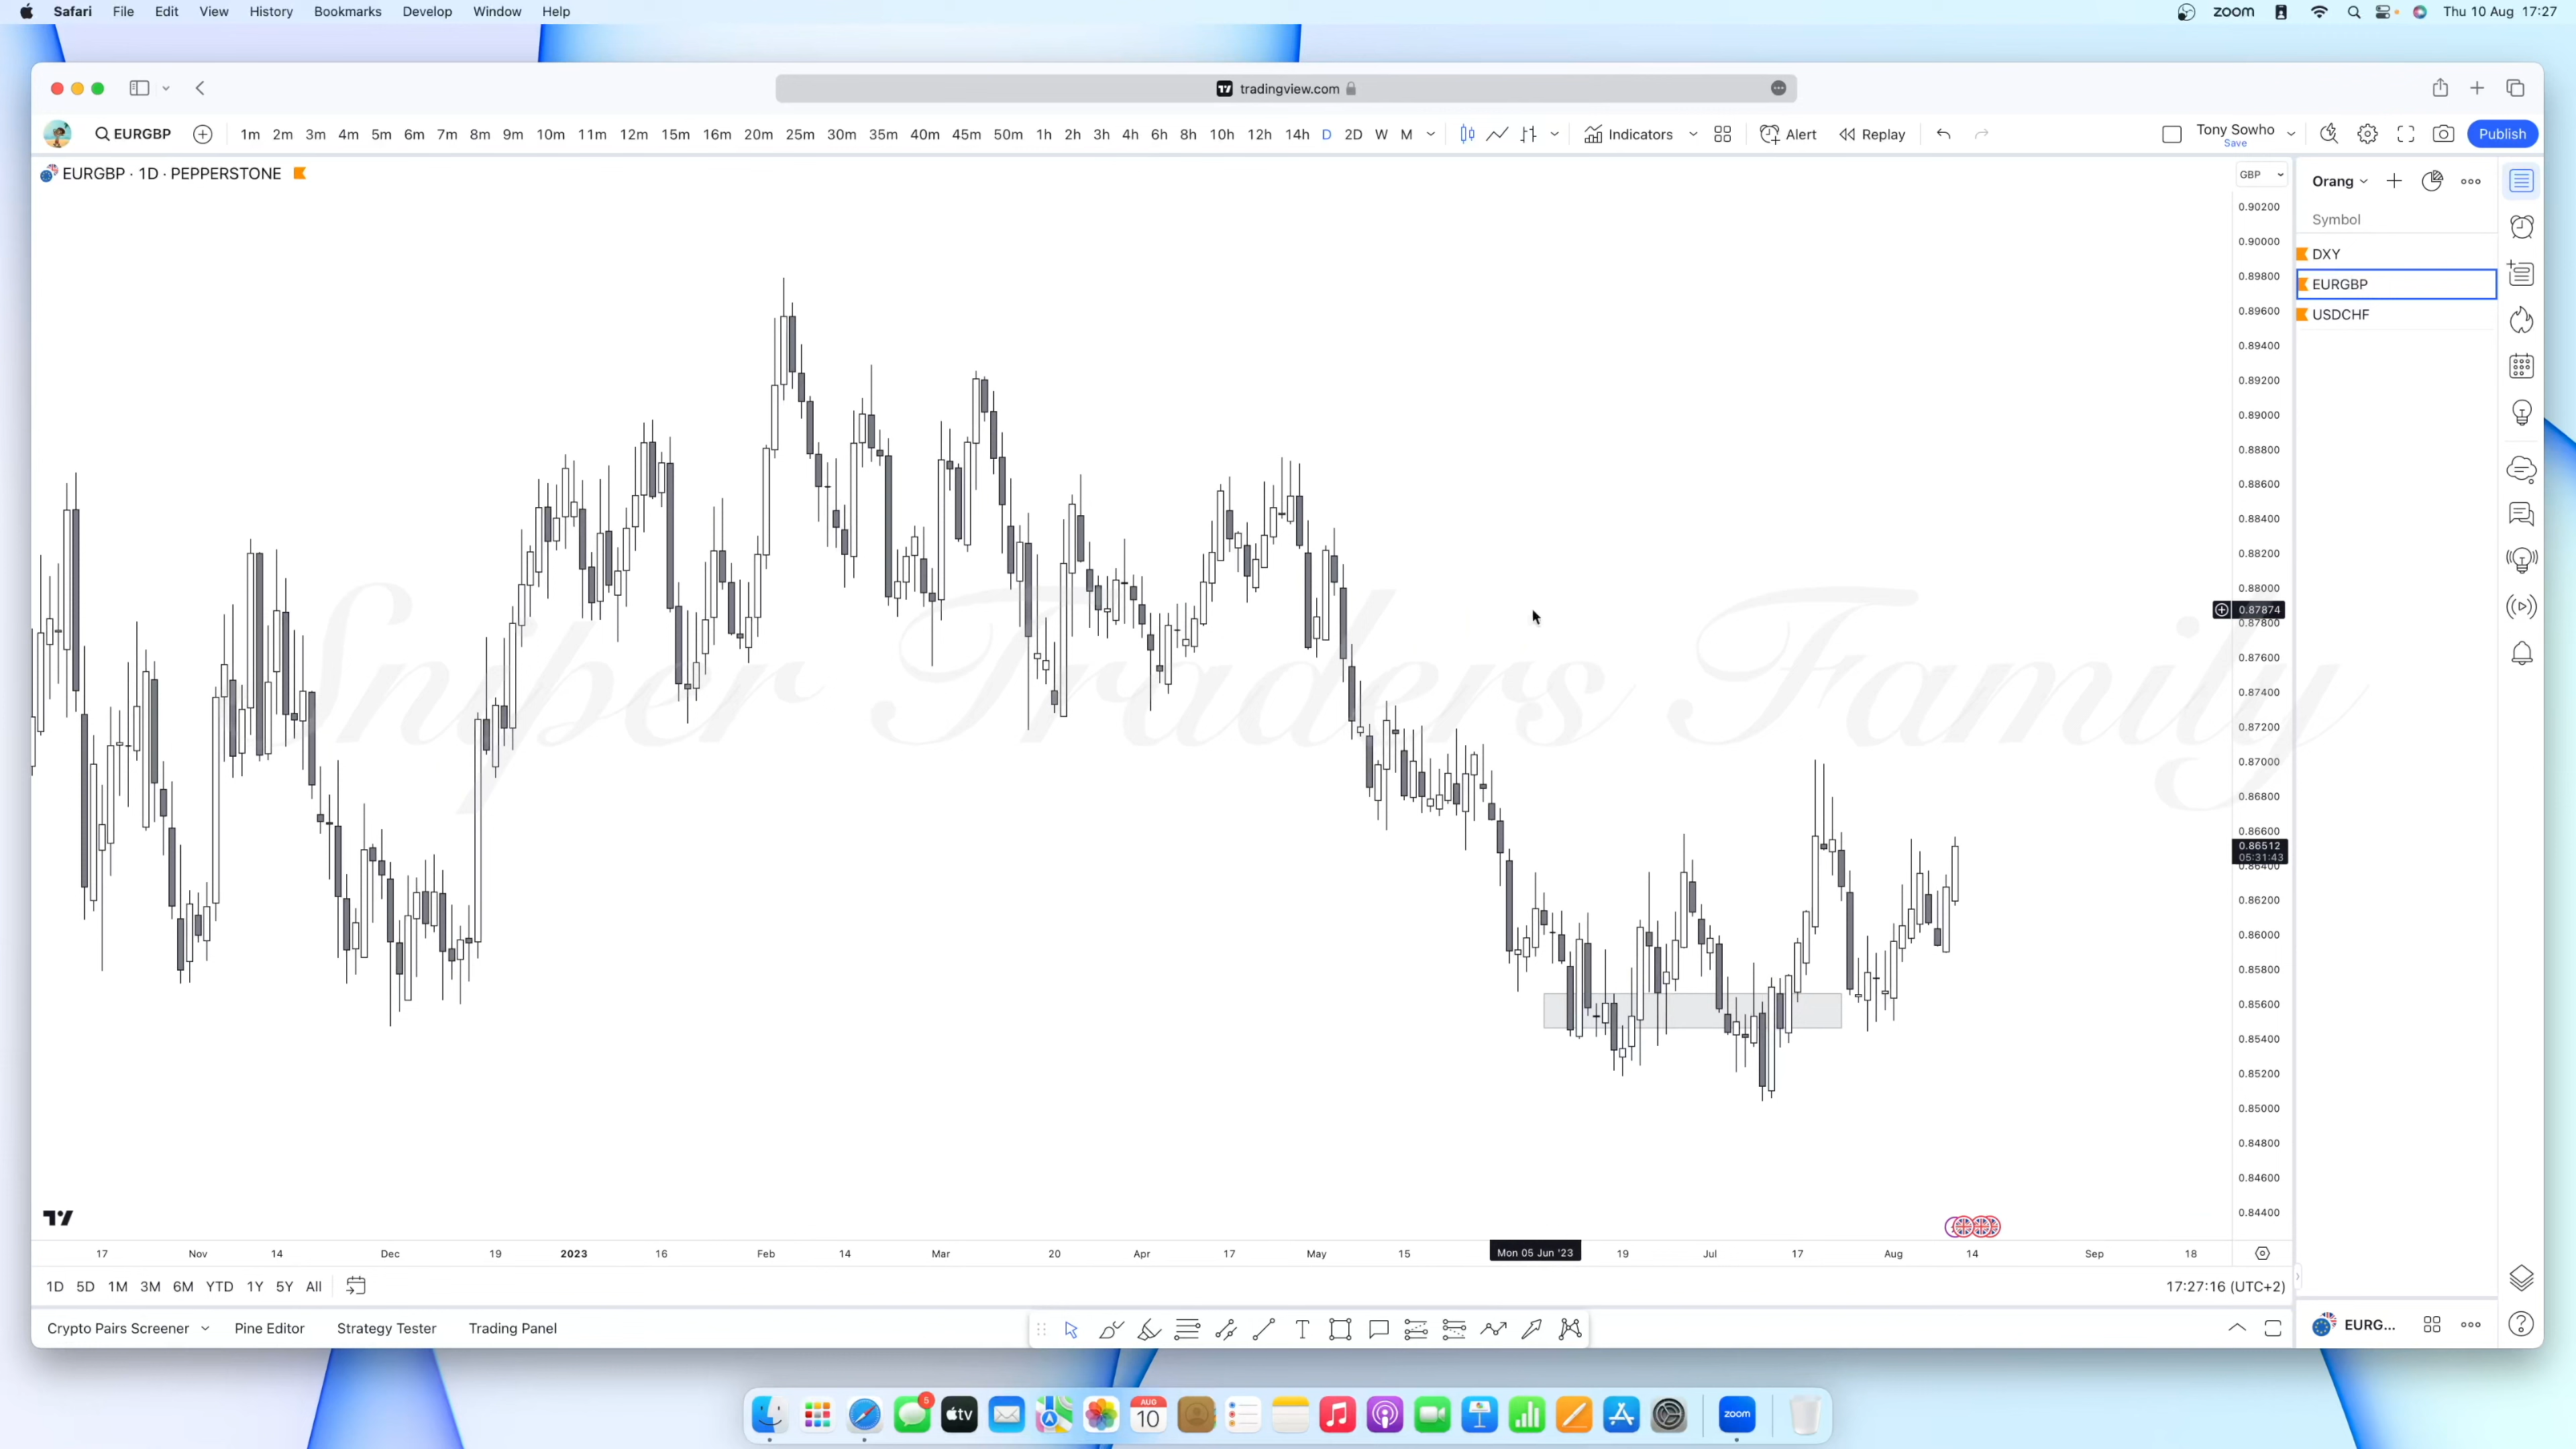 Safari File Edit View History Bookmarks Develop Window Help zoom Thu 10 Aug 17:27
tradingview.com
EURGBP 1m 2m 3m 4m 5m 6m 7m 8m 9m 10m 11m 12m 15m 16m 20m 25m 30m 35m 40m 45m 50m 1h 2h 3h 4h 6h 8h 10h 12h 14h D 2D W M Indicators Alert Replay Tony Sowho Publish
Save
EURGBP · 1D · PEPPERSTONE GBP
Orang
Symbol
DXY
EURGBP
USDCHF
0.90200
0.90000
0.89800
0.89600
0.89400
0.89200
0.89000
0.88800
0.88600
0.88400
0.88200
0.88000
0.87874
0.87800
0.87600
0.87400
0.87200
0.87000
0.86800
0.86600
0.86512
05:31:43
0.86400
0.86200
0.86000
0.85800
0.85600
0.85400
0.85200
0.85000
0.84800
0.84600
0.84400
Sniper Traders Family
17 Nov 14 Dec 19 2023 16 Feb 14 Mar 20 Apr 17 May 15 Mon 05 Jun '23 19 Jul 17 Aug 14 Sep 18
1D 5D 1M 3M 6M YTD 1Y 5Y All 17:27:16 (UTC+2)
Crypto Pairs Screener Pine Editor Strategy Tester Trading Panel EURG...
5
tv
AUG
10
zoom